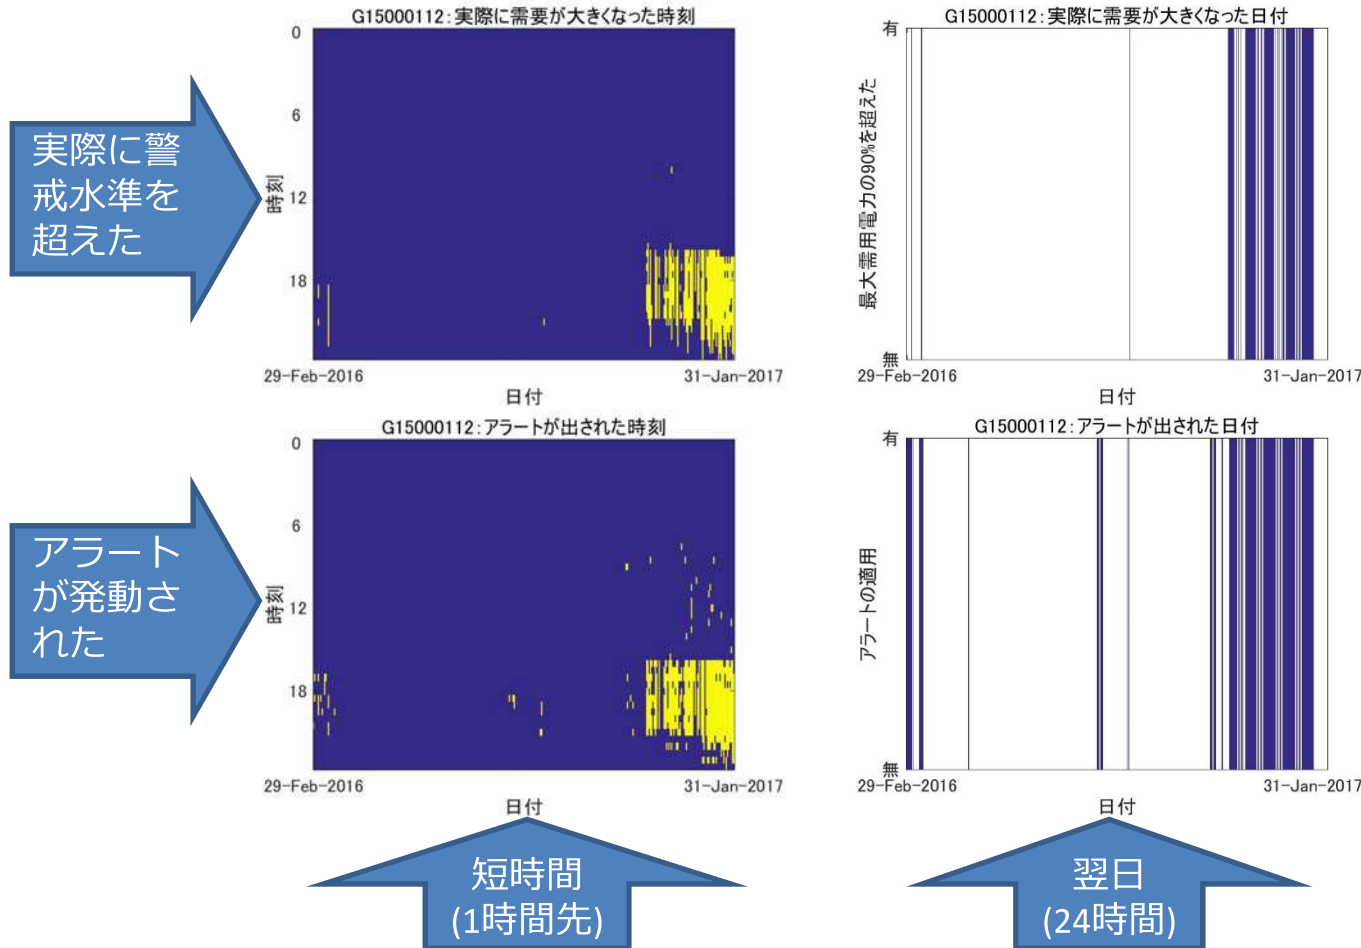 G15000112:実際に需要が大きくなった時刻
0
6
12
18
時刻
29-Feb-2016
31-Jan-2017
日付
G15000112:実際に需要が大きくなった日付
有
無
最大需用電力の90%を超えた
29-Feb-2016
31-Jan-2017
日付
実際に警
戒水準を
超えた
G15000112:アラートが出された時刻
0
6
12
18
時刻
29-Feb-2016
31-Jan-2017
日付
G15000112:アラートが出された日付
有
無
アラートの適用
29-Feb-2016
31-Jan-2017
日付
アラート
が発動さ
れた
短時間
(1時間先)
翌日
(24時間)